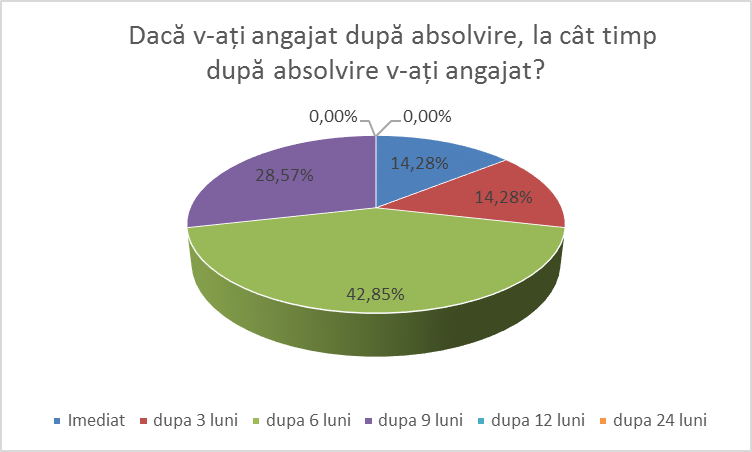 Dacă v-ați angajat după absolvire, la cât timp
după absolvire v-ați angajat?
0,00% 0,00%
14,28%
28,57%
14,28%
42,85%
Imediat dupa 3 luni dupa 6 luni dupa 9 luni dupa 12 luni dupa 24 luni